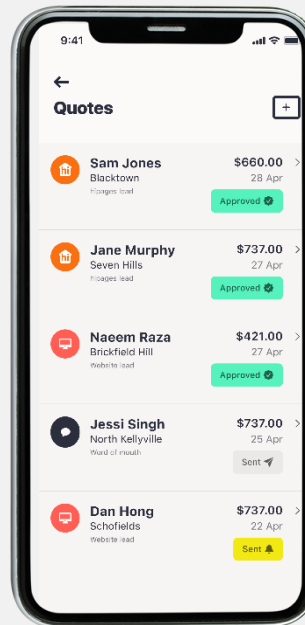 9:41
Quotes
+
hi
Sam Jones
$660.00
Blacktown
28 Apr
hipages lead
Approved
hi
Jane Murphy
$737.00
Seven Hills
27 Apr
hipages lead
Approved
Naeem Raza
$421.00
Brickfield Hill
27 Apr
Website lead
Approved
Jessi Singh
$737.00
North Kellyville
25 Apr
Word of mouth
Sent
Dan Hong
$737.00
Schofields
22 Apr
Website lead
Sent